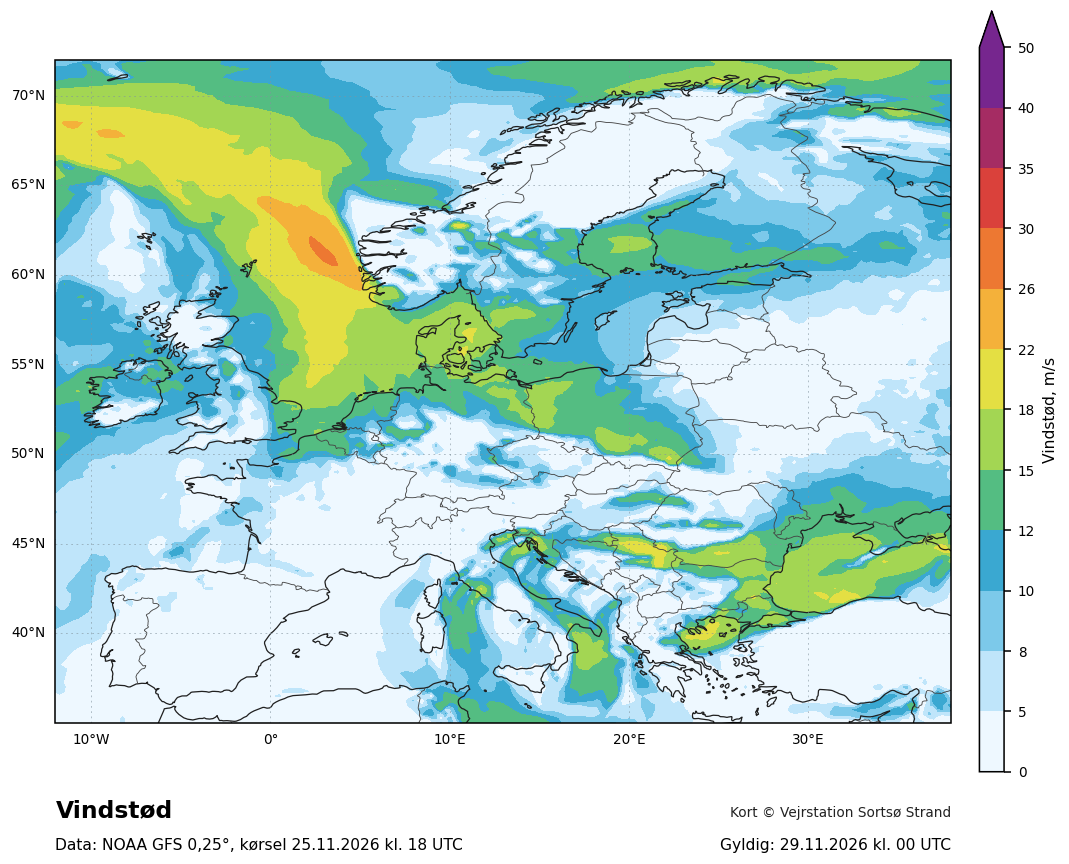 50
40
35
30
26
22
18
15
12
10
8
5
0
Vindstød, m/s
70°N
65°N
60°N
55°N
50°N
45°N
40°N
10°W
0°
10°E
20°E
30°E
Vindstød
Kort © Vejrstation Sortsø Strand
Data: NOAA GFS 0,25°, kørsel 25.11.2026 kl. 18 UTC
Gyldig: 29.11.2026 kl. 00 UTC